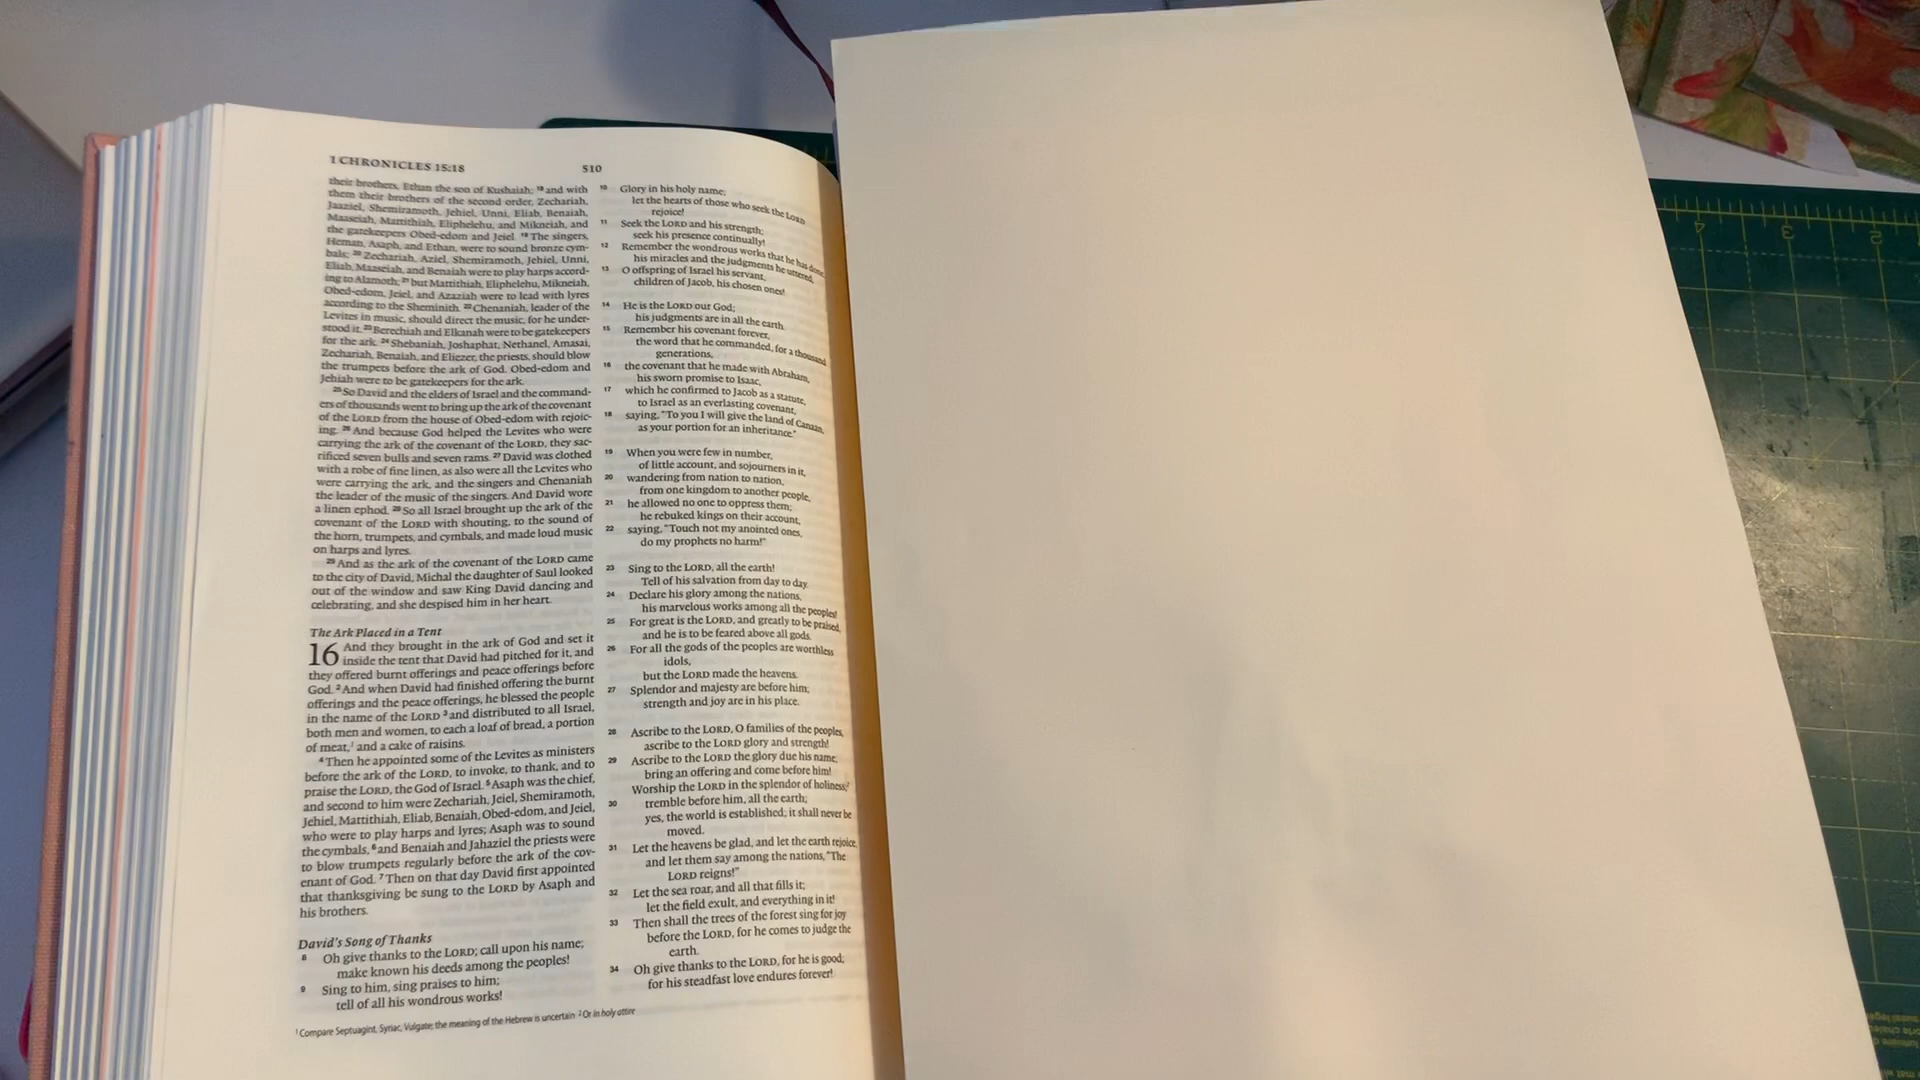 1 CHRONICLES 15:18
510
their brothers, Ethan the son of Kushaiah; 18 and with
them their brothers of the second order, Zechariah,
Jaaziel, Shemiramoth, Jehiel, Unni, Eliab, Benaiah,
Maaseiah, Mattithiah, Eliphelehu, and Mikneiah, and
the gatekeepers Obed-edom and Jeiel. 19 The singers,
Heman, Asaph, and Ethan, were to sound bronze cym-
bals; 20 Zechariah, Aziel, Shemiramoth, Jehiel, Unni,
Eliab, Maaseiah, and Benaiah were to play harps accord-
ing to Alamoth; 21 but Mattithiah, Eliphelehu, Mikneiah,
Obed-edom, Jeiel, and Azaziah were to lead with lyres
according to the Sheminith. 22 Chenaniah, leader of the
Levites in music, should direct the music, for he under-
stood it. 23 Berechiah and Elkanah were to be gatekeepers
for the ark. 24 Shebaniah, Joshaphat, Nethanel, Amasai,
Zechariah, Benaiah, and Eliezer, the priests, should blow
the trumpets before the ark of God. Obed-edom and
Jehiah were to be gatekeepers for the ark.
25 So David and the elders of Israel and the command-
ers of thousands went to bring up the ark of the covenant
of the LORD from the house of Obed-edom with rejoic-
ing. 26 And because God helped the Levites who were
carrying the ark of the covenant of the LORD, they sac-
rificed seven bulls and seven rams. 27 David was clothed
with a robe of fine linen, as also were all the Levites who
were carrying the ark, and the singers and Chenaniah
the leader of the music of the singers. And David wore
a linen ephod. 28 So all Israel brought up the ark of the
covenant of the LORD with shouting, to the sound of
the horn, trumpets, and cymbals, and made loud music
on harps and lyres.
29 And as the ark of the covenant of the LORD came
to the city of David, Michal the daughter of Saul looked
out of the window and saw King David dancing and
celebrating, and she despised him in her heart.
The Ark Placed in a Tent
16 And they brought in the ark of God and set it
inside the tent that David had pitched for it, and
they offered burnt offerings and peace offerings before
God. 2 And when David had finished offering the burnt
offerings and the peace offerings, he blessed the people
in the name of the LORD 3 and distributed to all Israel,
both men and women, to each a loaf of bread, a portion
of meat,1 and a cake of raisins.
4 Then he appointed some of the Levites as ministers
before the ark of the LORD, to invoke, to thank, and to
praise the LORD, the God of Israel. 5 Asaph was the chief,
and second to him were Zechariah, Jeiel, Shemiramoth,
Jehiel, Mattithiah, Eliab, Benaiah, Obed-edom, and Jeiel,
who were to play harps and lyres; Asaph was to sound
the cymbals, 6 and Benaiah and Jahaziel the priests were
to blow trumpets regularly before the ark of the cov-
enant of God. 7 Then on that day David first appointed
that thanksgiving be sung to the LORD by Asaph and
his brothers.
David's Song of Thanks
8 Oh give thanks to the LORD; call upon his name;
make known his deeds among the peoples!
9 Sing to him, sing praises to him;
tell of all his wondrous works!
10 Glory in his holy name;
let the hearts of those who seek the LORD
rejoice!
11 Seek the LORD and his strength;
seek his presence continually!
12 Remember the wondrous works that he has done,
his miracles and the judgments he uttered,
13 O offspring of Israel his servant,
children of Jacob, his chosen ones!
14 He is the LORD our God;
his judgments are in all the earth.
15 Remember his covenant forever,
the word that he commanded, for a thousand
generations,
16 the covenant that he made with Abraham,
his sworn promise to Isaac,
17 which he confirmed to Jacob as a statute,
to Israel as an everlasting covenant,
18 saying, "To you I will give the land of Canaan,
as your portion for an inheritance."
19 When you were few in number,
of little account, and sojourners in it,
20 wandering from nation to nation,
from one kingdom to another people,
21 he allowed no one to oppress them;
he rebuked kings on their account,
22 saying, "Touch not my anointed ones,
do my prophets no harm!"
23 Sing to the LORD, all the earth!
Tell of his salvation from day to day.
24 Declare his glory among the nations,
his marvelous works among all the peoples!
25 For great is the LORD, and greatly to be praised,
and he is to be feared above all gods.
26 For all the gods of the peoples are worthless
idols,
but the LORD made the heavens.
27 Splendor and majesty are before him;
strength and joy are in his place.
28 Ascribe to the LORD, O families of the peoples,
ascribe to the LORD glory and strength!
29 Ascribe to the LORD the glory due his name;
bring an offering and come before him!
Worship the LORD in the splendor of holiness;2
30 tremble before him, all the earth;
yes, the world is established; it shall never be
moved.
31 Let the heavens be glad, and let the earth rejoice,
and let them say among the nations, "The
LORD reigns!"
32 Let the sea roar, and all that fills it;
let the field exult, and everything in it!
33 Then shall the trees of the forest sing for joy
before the LORD, for he comes to judge the
earth.
34 Oh give thanks to the LORD, for he is good;
for his steadfast love endures forever!
1 Compare Septuagint, Syriac, Vulgate; the meaning of the Hebrew is uncertain 2 Or in holy attire
4 3 2